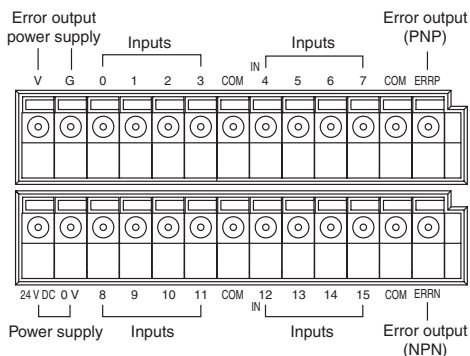 Error output
power supply
Inputs
Inputs
Error output
(PNP)
V G 0 1 2 3 COM IN 4 5 6 7 COM ERRP
24 V DC 0 V 8 9 10 11 COM IN 12 13 14 15 COM ERRN
Power supply
Inputs
Inputs
Error output
(NPN)